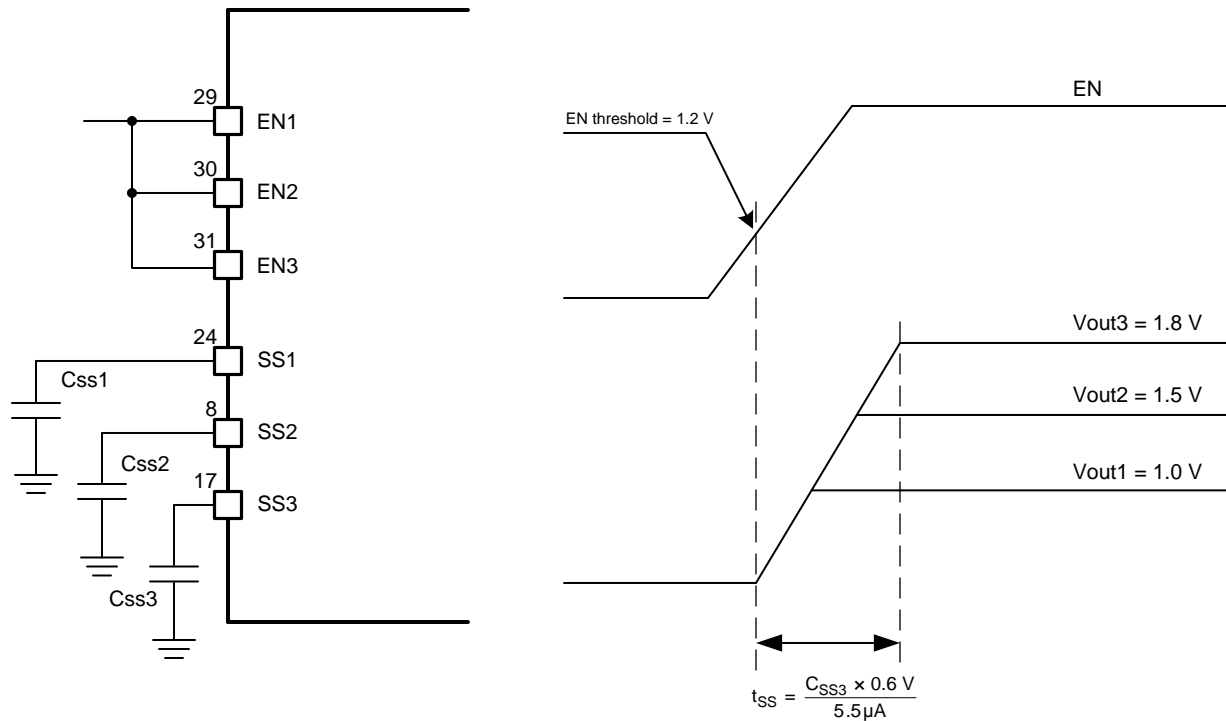 29
EN1
30
EN2
31
EN3
24
SS1
Css1
8
SS2
Css2
17
SS3
Css3
EN
EN threshold = 1.2 V
Vout3 = 1.8 V
Vout2 = 1.5 V
Vout1 = 1.0 V
tSS = CSS3 × 0.6 V
5.5µA